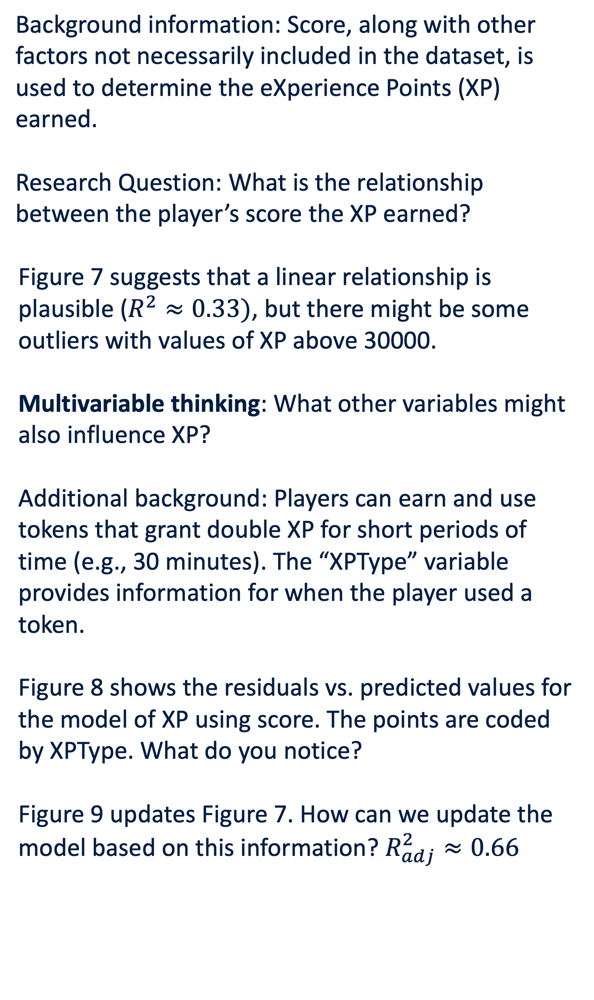 Background information: Score, along with other
factors not necessarily included in the dataset, is
used to determine the eXperience Points (XP)
earned.
Research Question: What is the relationship
between the player’s score the XP earned?
Figure 7 suggests that a linear relationship is
plausible (R² ≈ 0.33), but there might be some
outliers with values of XP above 30000.
Multivariable thinking: What other variables might
also influence XP?
Additional background: Players can earn and use
tokens that grant double XP for short periods of
time (e.g., 30 minutes). The “XPType” variable
provides information for when the player used a
token.
Figure 8 shows the residuals vs. predicted values for
the model of XP using score. The points are coded
by XPType. What do you notice?
Figure 9 updates Figure 7. How can we update the
model based on this information? R²adj ≈ 0.66